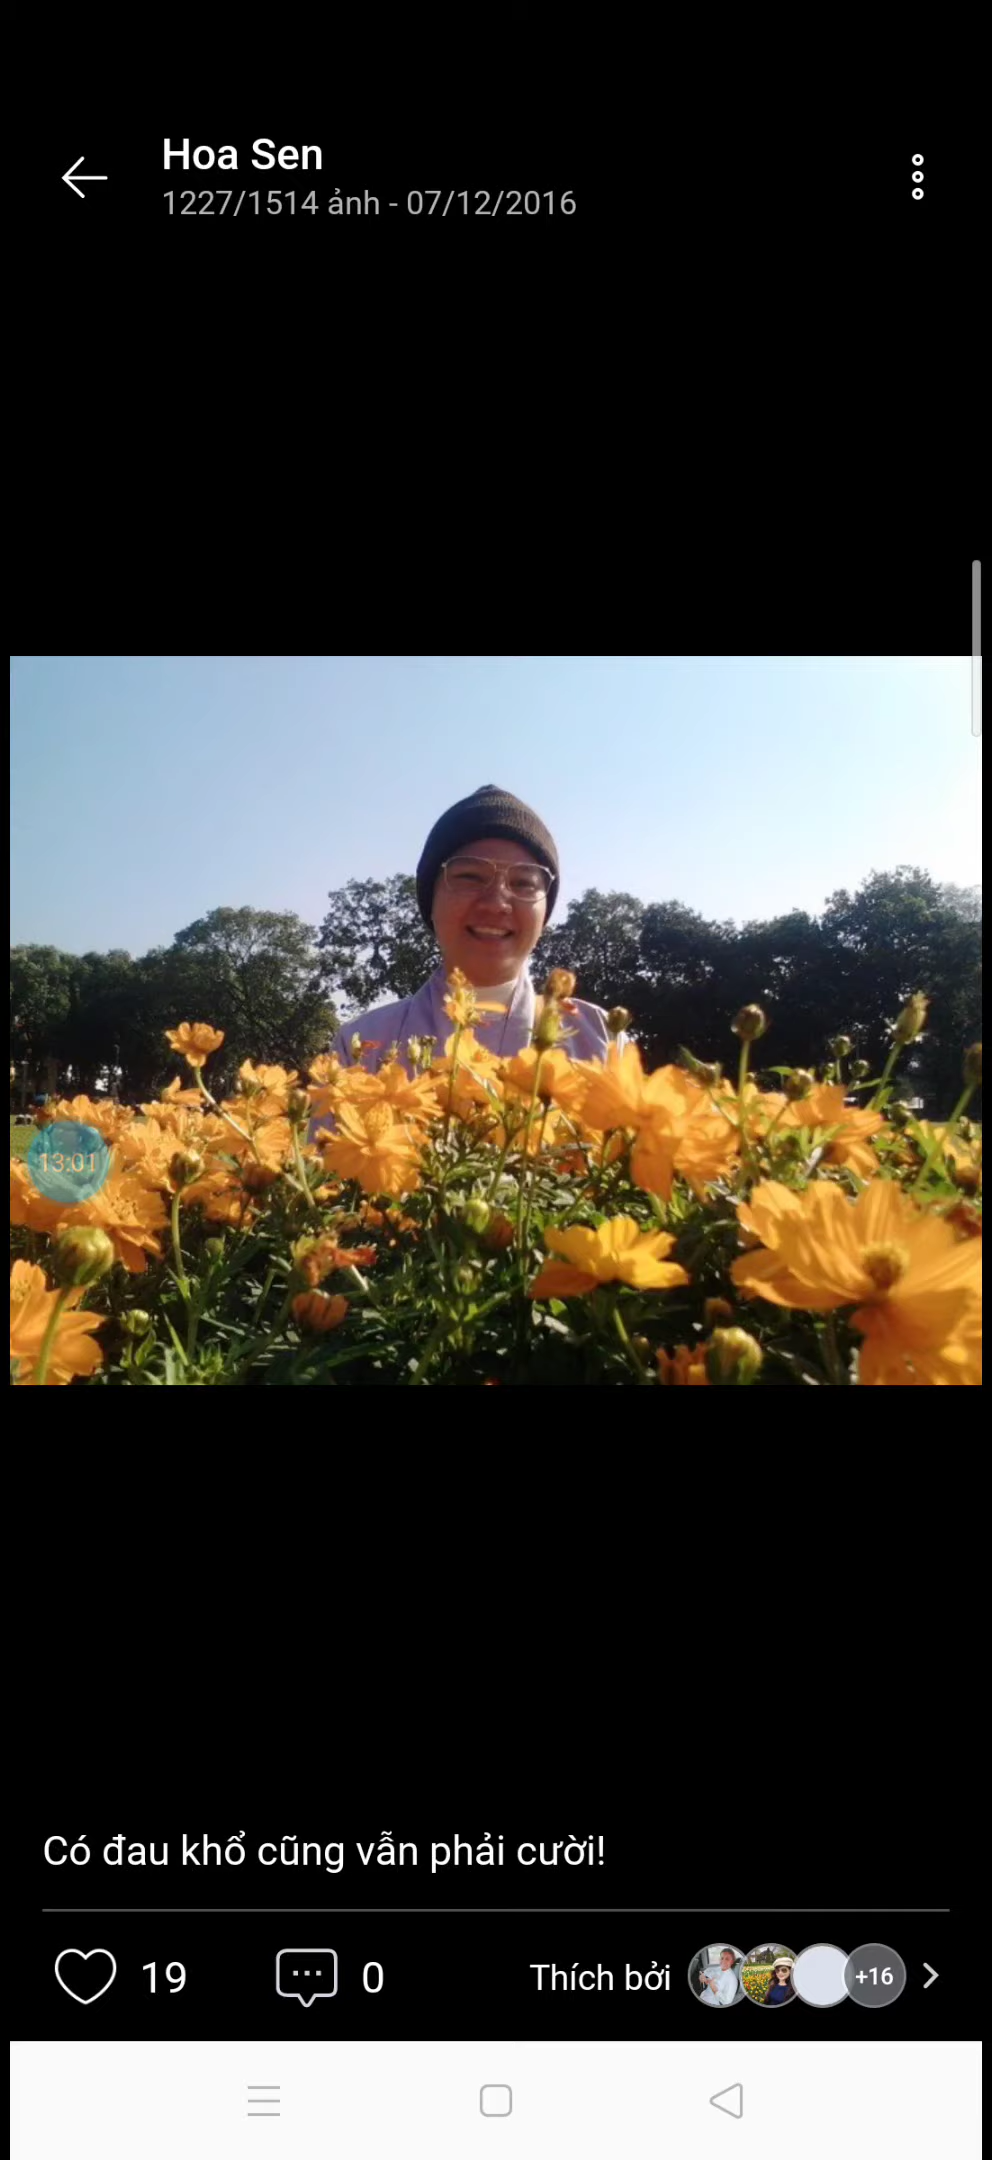 Hoa Sen
1227/1514 ảnh - 07/12/2016
13:01
Có đau khổ cũng vẫn phải cười!
19
0
Thích bởi
+16